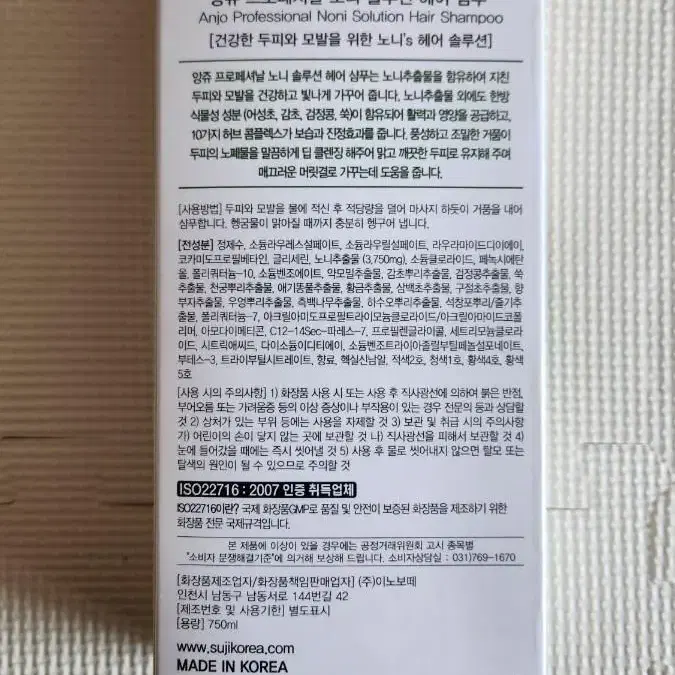 앙쥬 프로페셔날 노니 솔루션 헤어 샴푸
Anjo Professional Noni Solution Hair Shampoo
[건강한 두피와 모발을 위한 노니's 헤어 솔루션]
앙쥬 프로페셔날 노니 솔루션 헤어 샴푸는 노니추출물을 함유하여 지친
두피와 모발을 건강하고 빛나게 가꾸어 줍니다. 노니추출물 외에도 한방
식물성 성분 (어성초, 감초, 검정콩, 쑥)이 함유되어 활력과 영양을 공급하고,
10가지 허브 콤플렉스가 보습과 진정효과를 줍니다. 풍성하고 조밀한 거품이
두피의 노폐물을 말끔하게 딥 클렌징 해주어 맑고 깨끗한 두피로 유지해 주며
매끄러운 머릿결로 가꾸는데 도움을 줍니다.
[사용방법] 두피와 모발을 물에 적신 후 적당량을 덜어 마사지 하듯이 거품을 내어
샴푸합니다. 헹굼물이 맑아질 때까지 충분히 헹구어 냅니다.
[전성분] 정제수, 소듐라우레스설페이트, 소듐라우릴설페이트, 라우라마이드디이에이,
코카미도프로필베타인, 글리세린, 노니추출물 (3,750mg), 소듐클로라이드, 페녹시에탄
올, 폴리쿼터늄-10, 소듐벤조에이트, 약모밀추출물, 감초뿌리추출물, 검정콩추출물, 쑥
추출물, 천궁뿌리추출물, 애기똥풀추출물, 황금추출물, 삼백초추출물, 구절초추출물, 향
부자추출물, 우엉뿌리추출물, 측백나무추출물, 하수오뿌리추출물, 석창포뿌리/줄기추
출물, 폴리쿼터늄-7, 아크릴아미도프로필트라이모늄클로라이드/아크릴아마이드코폴
리머, 아모다이메티콘, C12-14Sec-파레스-7, 프로필렌글라이콜, 세트리모늄클로라
이드, 시트릭애씨드, 다이소듐이디티에이, 소듐벤조트라이아졸릴부틸페놀설포네이트,
부테스-3, 트라이부틸시트레이트, 향료, 헥실신남알, 적색2호, 청색1호, 황색4호, 황색
5호
[사용 시의 주의사항] 1) 화장품 사용 시 또는 사용 후 직사광선에 의하여 붉은 반점,
부어오름 또는 가려움증 등의 이상 증상이나 부작용이 있는 경우 전문의 등과 상담할
것 2) 상처가 있는 부위 등에는 사용을 자제할 것 3) 보관 및 취급 시의 주의사항
가) 어린이의 손이 닿지 않는 곳에 보관할 것 나) 직사광선을 피해서 보관할 것 4)
눈에 들어갔을 때에는 즉시 씻어낼 것 5) 사용 후 물로 씻어내지 않으면 탈모 또는
탈색의 원인이 될 수 있으므로 주의할 것
ISO22716 : 2007 인증 취득업체
ISO22716이란? 국제 화장품GMP로 품질 및 안전이 보증된 화장품을 제조하기 위한
화장품 전문 국제규격입니다.
본 제품에 이상이 있을 경우에는 공정거래위원회 고시 품목별
"소비자 분쟁해결기준"에 의거해 보상해 드립니다. 소비자상담실 : 031)769-1670
[화장품제조업자/화장품책임판매업자] (주)이노보떼
인천시 남동구 남동서로 144번길 42
[제조번호 및 사용기한] 별도표시
[용량] 750ml
www.sujikorea.com
MADE IN KOREA